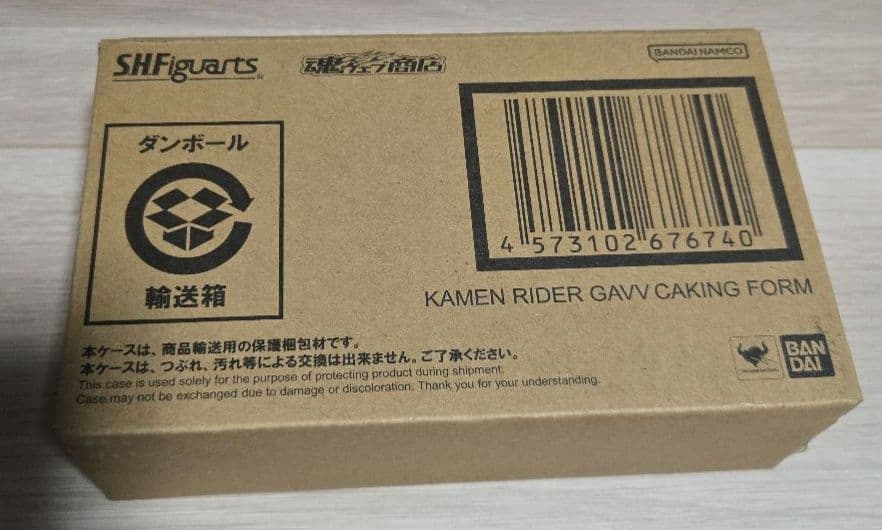 S.H.Figuarts
魂ウェブ商店
BANDAI NAMCO
ダンボール
輸送箱
4 573102 676740
KAMEN RIDER GAVV CAKING FORM
本ケースは、商品輸送用の保護梱包材です。
本ケースは、つぶれ、汚れ等による交換は出来ません。ご了承ください。
This case is used solely for the purpose of protecting product during shipment.
Case may not be exchanged due to damage or discoloration. Thank you for your understanding.
BAN
DAI